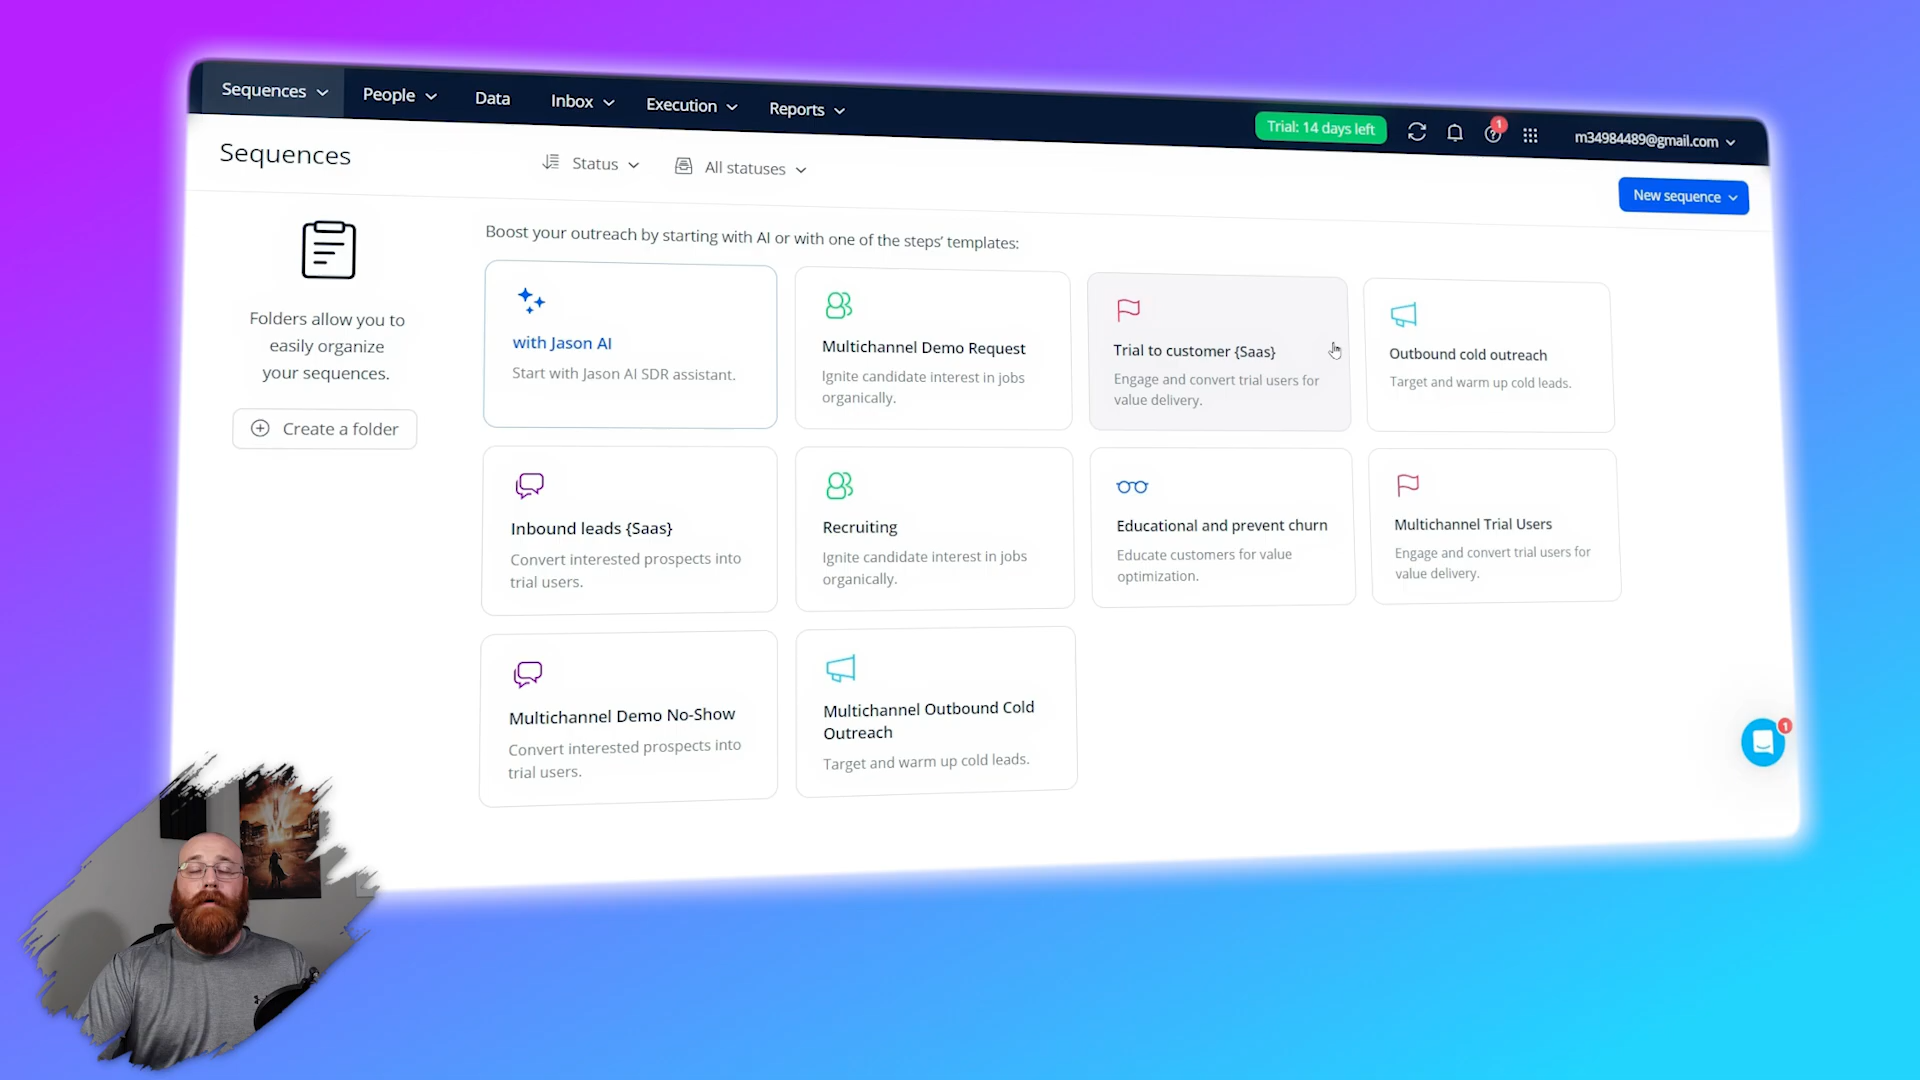 Sequences
People
Data
Inbox
Execution
Reports
Trial: 14 days left
1
m34984489@gmail.com
Sequences
Status
All statuses
New sequence
Folders allow you to
easily organize
your sequences.
Create a folder
Boost your outreach by starting with AI or with one of the steps' templates:
with Jason AI
Start with Jason AI SDR assistant.
Multichannel Demo Request
Ignite candidate interest in jobs
organically.
Trial to customer {Saas}
Engage and convert trial users for
value delivery.
Outbound cold outreach
Target and warm up cold leads.
Inbound leads {Saas}
Convert interested prospects into
trial users.
Recruiting
Ignite candidate interest in jobs
organically.
Educational and prevent churn
Educate customers for value
optimization.
Multichannel Trial Users
Engage and convert trial users for
value delivery.
Multichannel Demo No-Show
Convert interested prospects into
trial users.
Multichannel Outbound Cold
Outreach
Target and warm up cold leads.
1